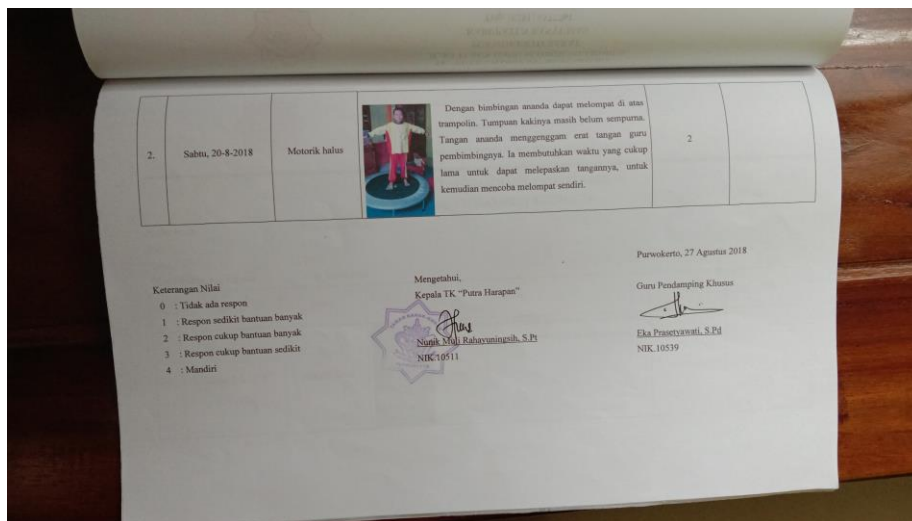 2.
Sabtu, 20-8-2018
Motorik halus
Dengan bimbingan ananda dapat melompat di atas
trampolin. Tumpuan kakinya masih belum sempurna.
Tangan ananda menggenggam erat tangan guru
pembimbingnya. Ia membutuhkan waktu yang cukup
lama untuk dapat melepaskan tangannya, untuk
kemudian mencoba melompat sendiri.
2
Purwokerto, 27 Agustus 2018
Keterangan Nilai
0 : Tidak ada respon
1 : Respon sedikit bantuan banyak
2 : Respon cukup bantuan banyak
3 : Respon cukup bantuan sedikit
4 : Mandiri
Mengetahui,
Kepala TK "Putra Harapan"
Nunik Muji Rahayuningsih, S.Pt
NIK.10511
Guru Pendamping Khusus
Eka Prasetyawati, S.Pd
NIK.10539